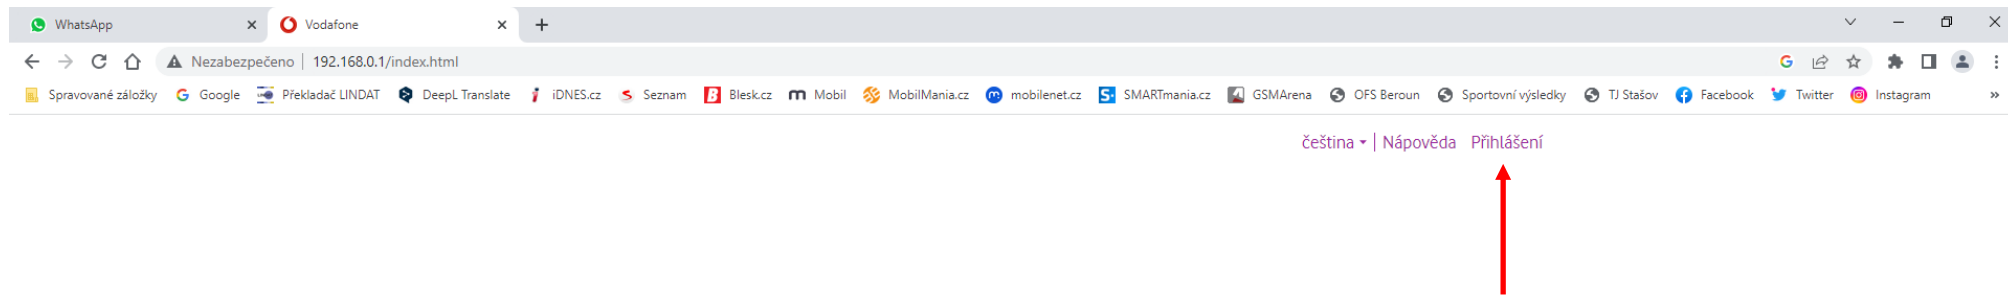 WhatsApp Vodafone
Nezabezpečeno | 192.168.0.1/index.html
Spravované záložky Google Překladač LINDAT DeepL Translate iDNES.cz Seznam Blesk.cz Mobil MobilMania.cz mobilenet.cz SMARTmania.cz GSMArena OFS Beroun Sportovní výsledky TJ Stašov Facebook Twitter Instagram »
čeština | Nápověda Přihlášení